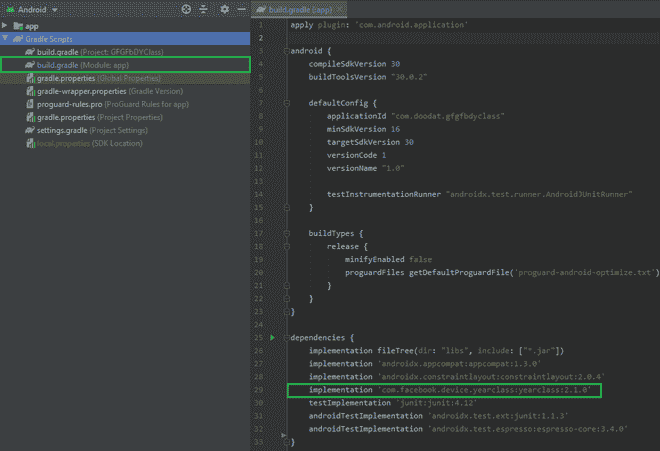 Android
app
Gradle Scripts
build.gradle (Project: GFGFbDYClass)
build.gradle (Module: app)
gradle.properties (Global Properties)
gradle-wrapper.properties (Gradle Version)
proguard-rules.pro (ProGuard Rules for app)
gradle.properties (Project Properties)
settings.gradle (Project Settings)
local.properties (SDK Location)
build.gradle (:app)
1 apply plugin: 'com.android.application'
2
3 android {
4 compileSdkVersion 30
5 buildToolsVersion "30.0.2"
6
7 defaultConfig {
8 applicationId "com.doodat.gfgfbdyclass"
9 minSdkVersion 16
10 targetSdkVersion 30
11 versionCode 1
12 versionName "1.0"
13
14 testInstrumentationRunner "androidx.test.runner.AndroidJUnitRunner"
15 }
16
17 buildTypes {
18 release {
19 minifyEnabled false
20 proguardFiles getDefaultProguardFile('proguard-android-optimize.txt')
21 }
22 }
23 }
24
25 dependencies {
26 implementation fileTree(dir: "libs", include: ["*.jar"])
27 implementation 'androidx.appcompat:appcompat:1.3.0'
28 implementation 'androidx.constraintlayout:constraintlayout:2.0.4'
29 implementation 'com.facebook.device.yearclass:yearclass:2.1.0'
30 testImplementation 'junit:junit:4.12'
31 androidTestImplementation 'androidx.test.ext:junit:1.1.3'
32 androidTestImplementation 'androidx.test.espresso:espresso-core:3.4.0'
33 }